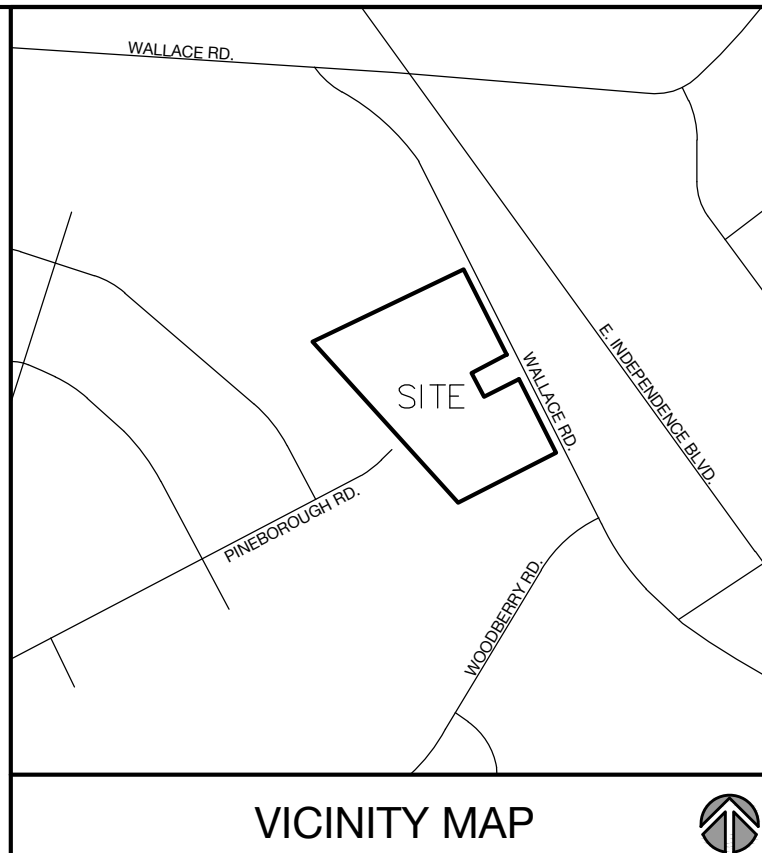 WALLACE RD.
E. INDEPENDENCE BLVD.
WALLACE RD.
SITE
PINEBOROUGH RD.
WOODBERRY RD.
VICINITY MAP